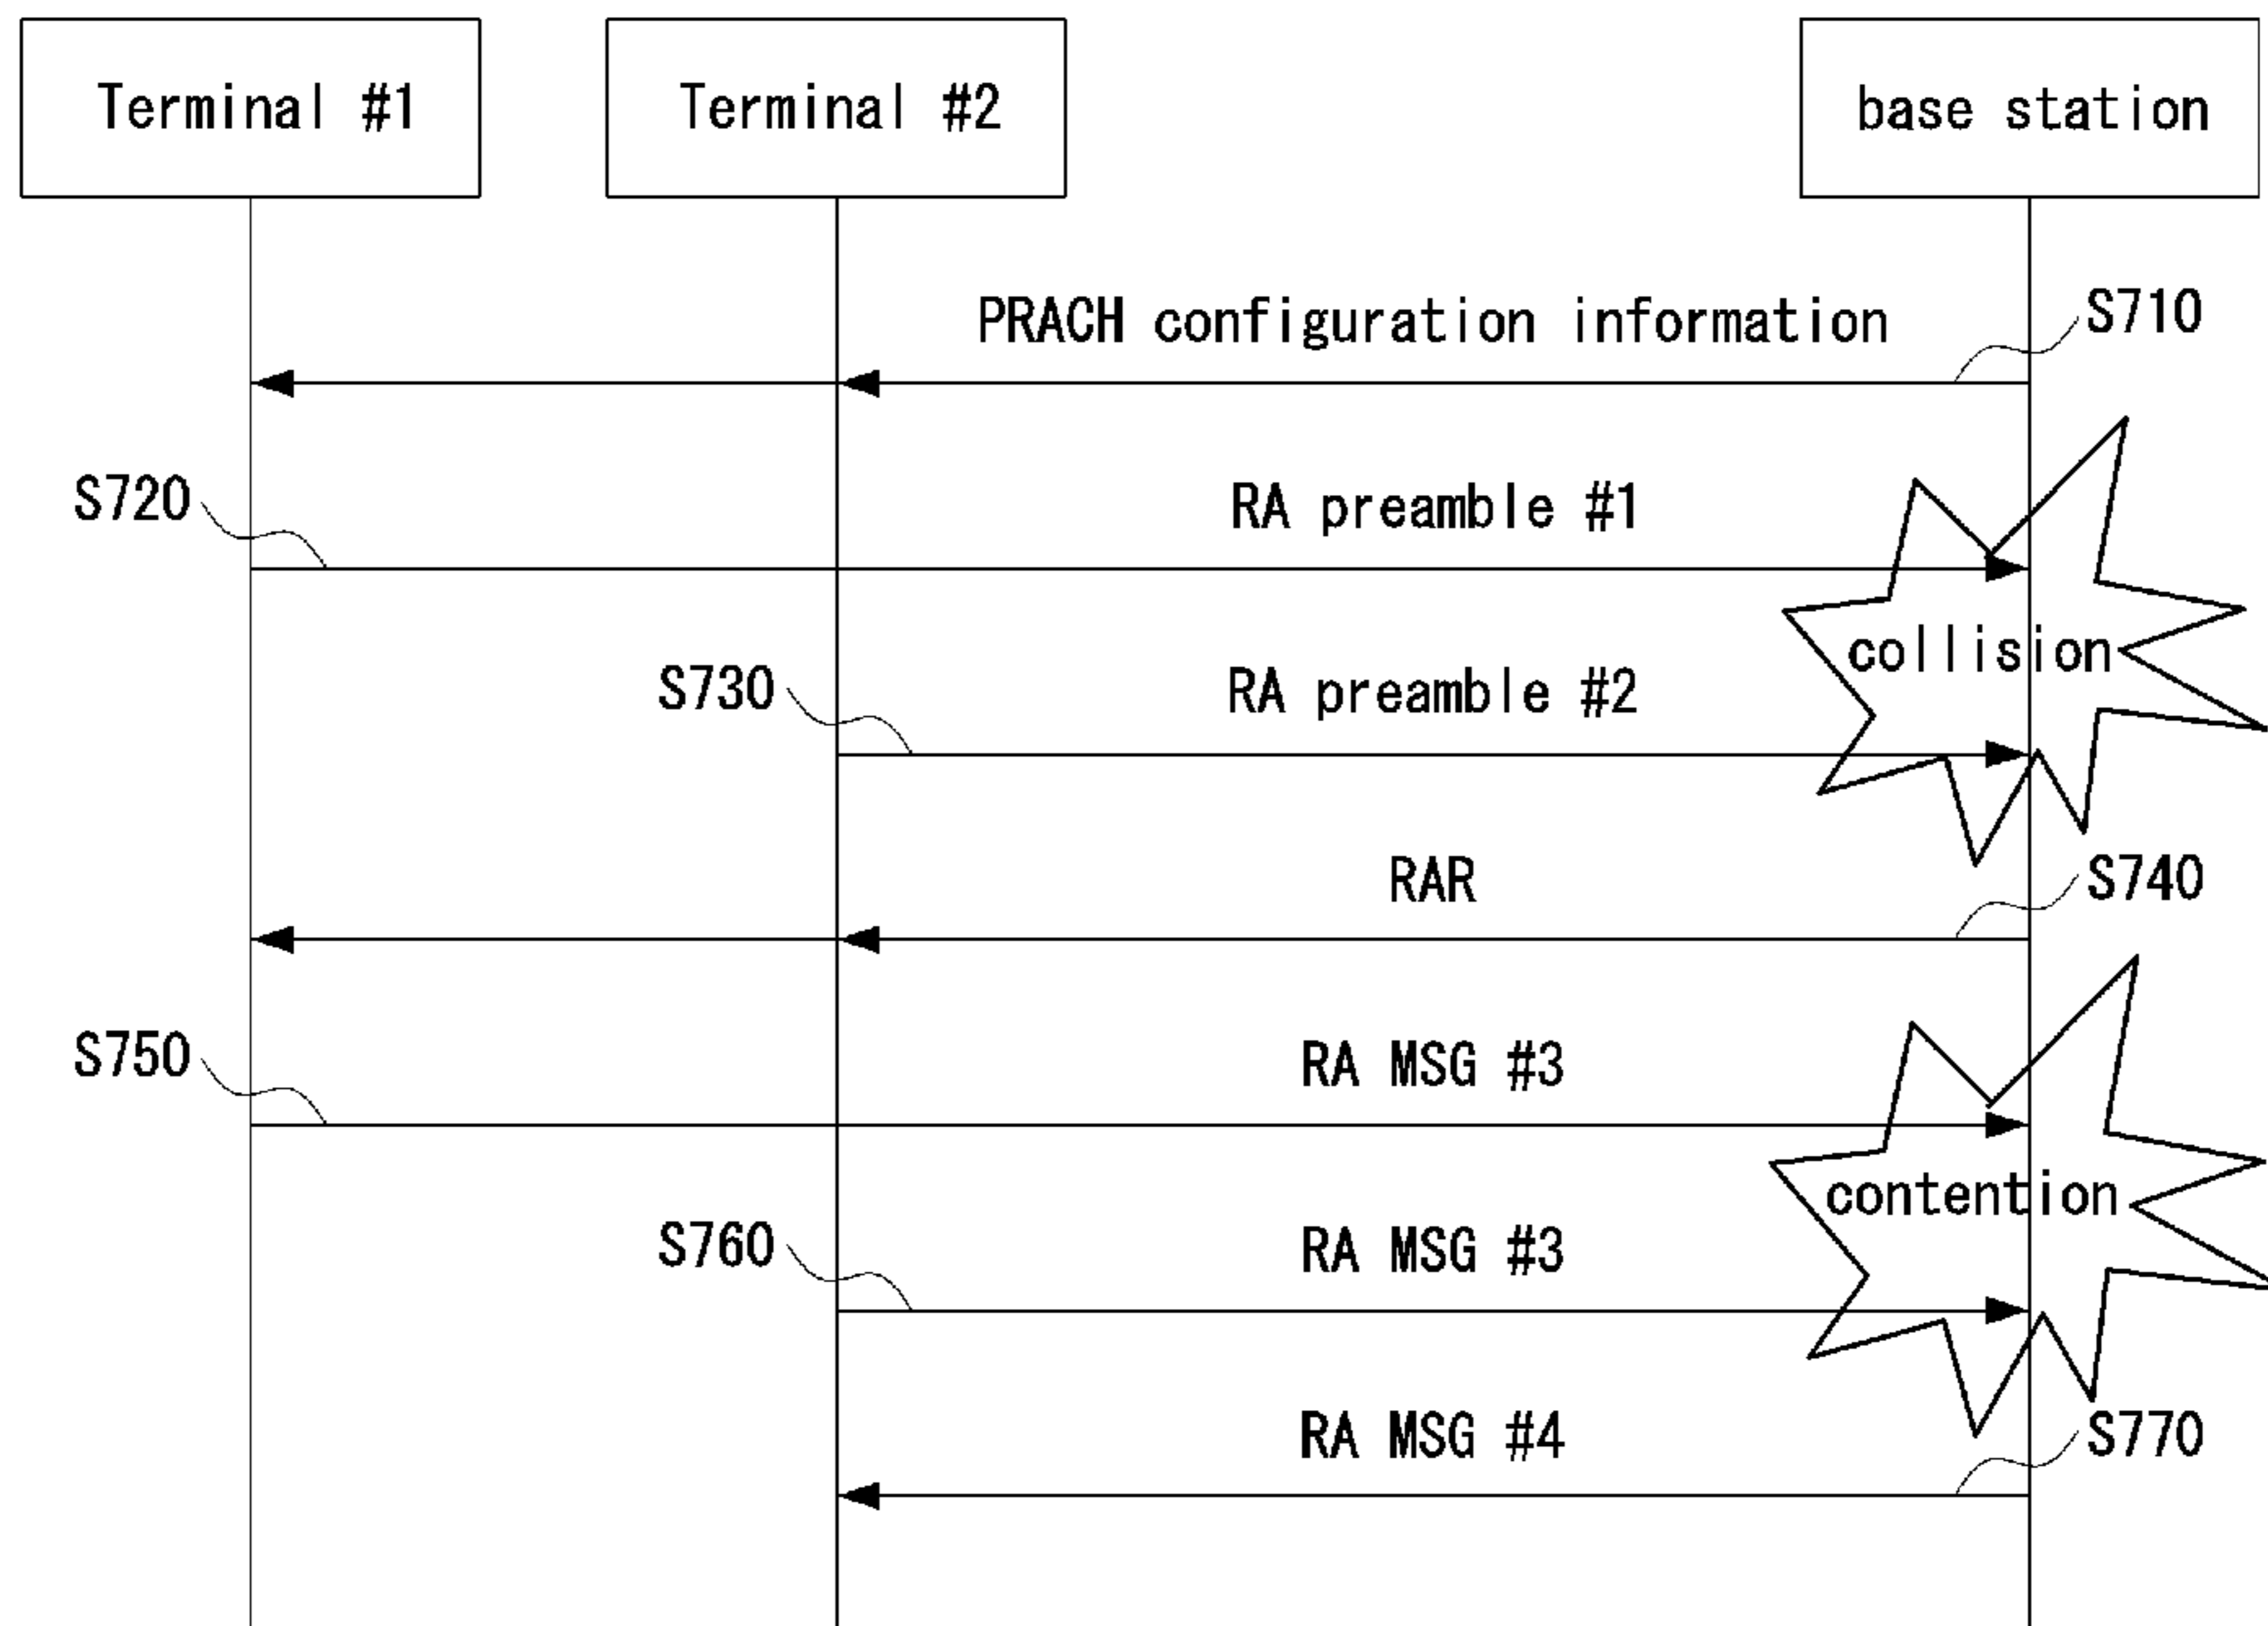 Terminal #1
Terminal #2
base station
PRACH configuration information
S710
S720
RA preamble #1
collision
S730
RA preamble #2
RAR
S740
S750
RA MSG #3
contention
S760
RA MSG #3
RA MSG #4
S770